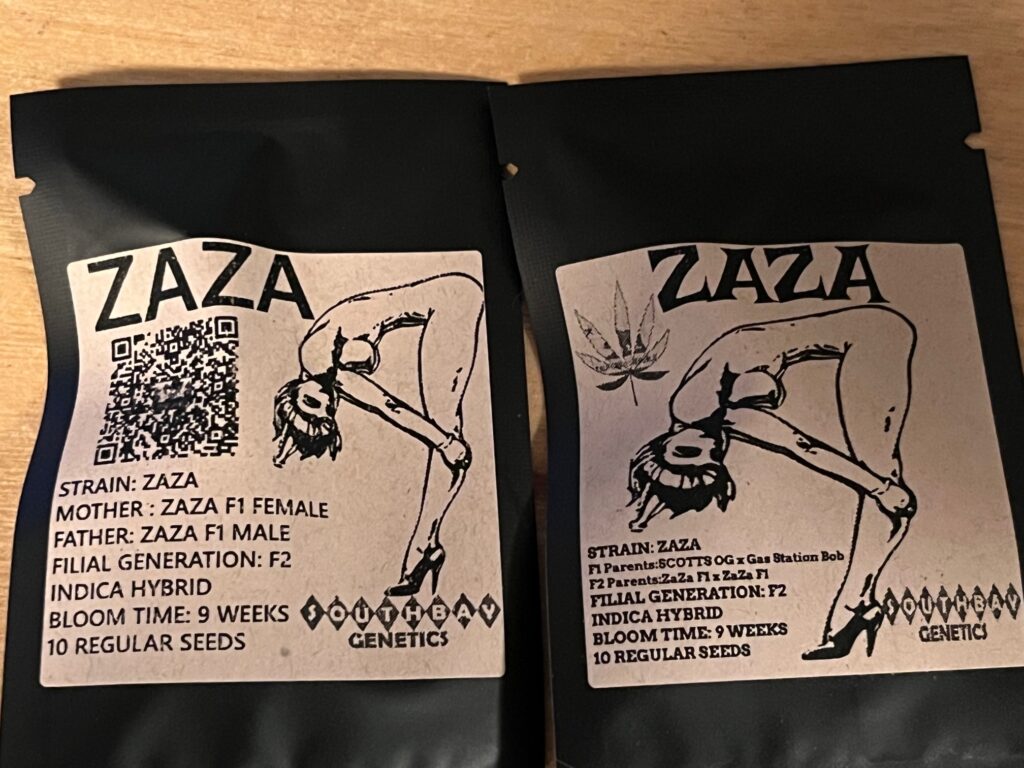 ZAZA
STRAIN: ZAZA
MOTHER : ZAZA F1 FEMALE
FATHER: ZAZA F1 MALE
FILIAL GENERATION: F2
INDICA HYBRID
BLOOM TIME: 9 WEEKS
10 REGULAR SEEDS
SOUTHBAY
GENETICS
ZAZA
STRAIN: ZAZA
F1 Parents:SCOTTS OG x Gas Station Bob
F2 Parents:ZaZa F1 x ZaZa F1
FILIAL GENERATION: F2
INDICA HYBRID
BLOOM TIME: 9 WEEKS
10 REGULAR SEEDS
SOUTHBAY
GENETICS